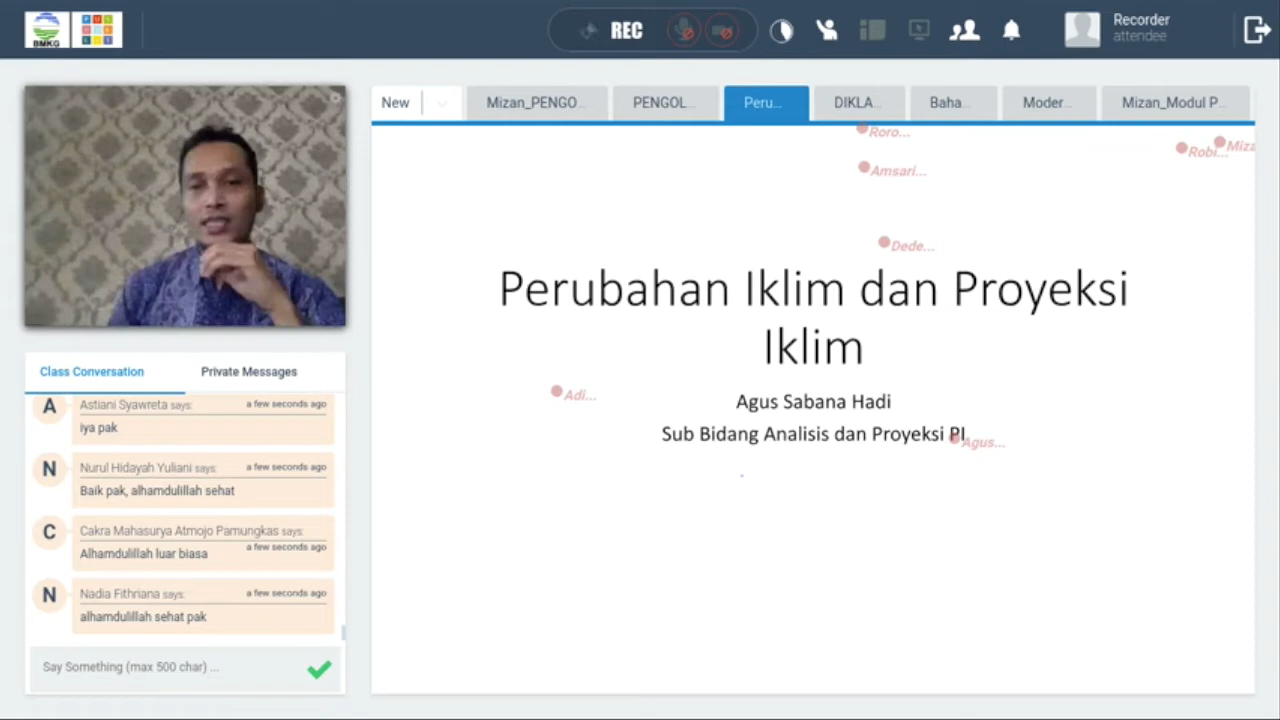 BMKG
REC
Recorder
attendee
New
Mizan_PENGO...
PENGOL...
Peru...
DIKLA...
Baha...
Moder...
Mizan_Modul P...
Roro...
Robi...
Miza
Amsari...
Dede...
Perubahan Iklim dan Proyeksi
Iklim
Adi...
Agus Sabana Hadi
Sub Bidang Analisis dan Proyeksi PI
Agus...
Class Conversation
Private Messages
A
Astiani Syawreta says:
a few seconds ago
iya pak
N
Nurul Hidayah Yuliani says:
a few seconds ago
Baik pak, alhamdulillah sehat
C
Cakra Mahasurya Atmojo Pamungkas says:
a few seconds ago
Alhamdulillah luar biasa
N
Nadia Fithriana says:
a few seconds ago
alhamdulillah sehat pak
Say Something (max 500 char) ...